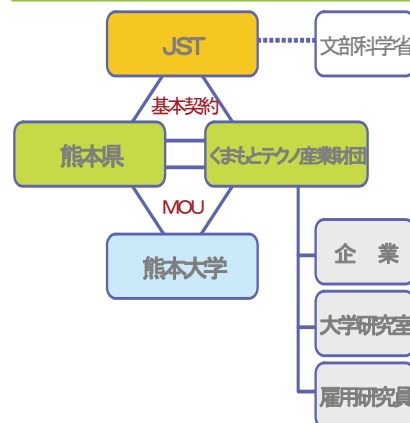 JST
文部科学省
基本契約
熊本県
くまもとテクノ産業財団
MOU
熊本大学
企 業
大学研究室
雇用研究員